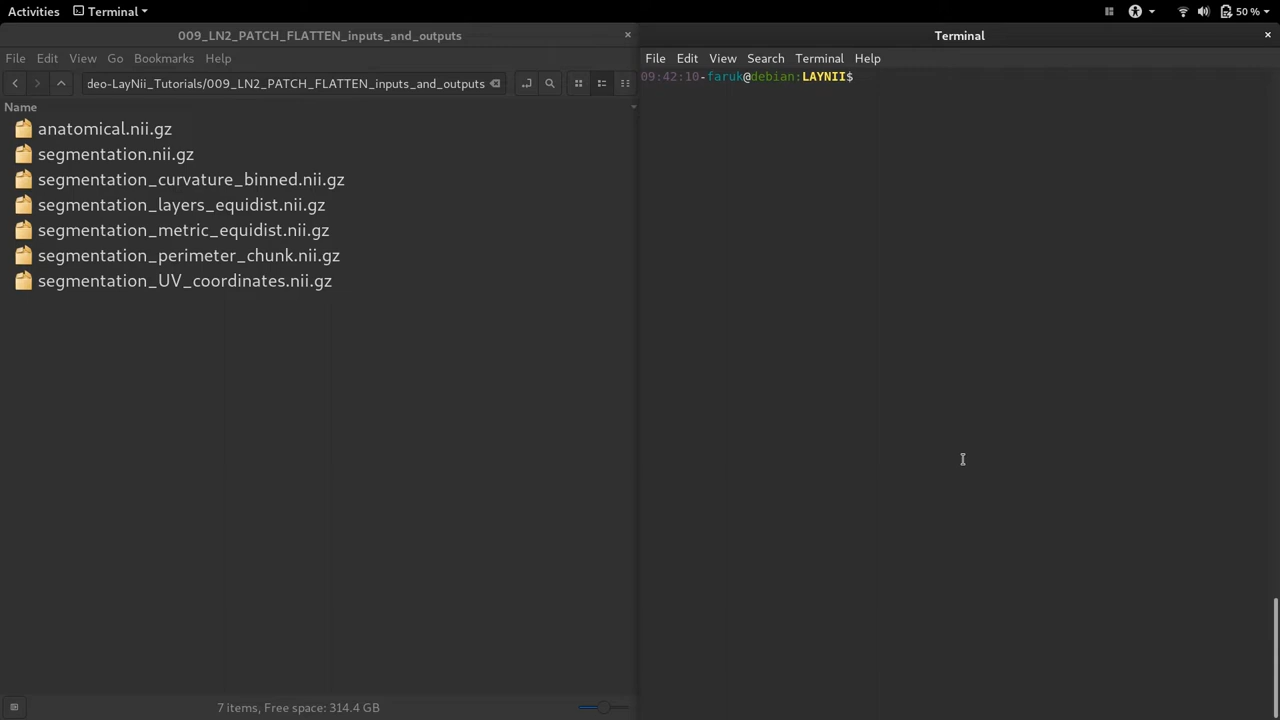 Activities Terminal 50 %
009_LN2_PATCH_FLATTEN_inputs_and_outputs
File Edit View Go Bookmarks Help
deo-LayNii_Tutorials/009_LN2_PATCH_FLATTEN_inputs_and_outputs
Name
anatomical.nii.gz
segmentation.nii.gz
segmentation_curvature_binned.nii.gz
segmentation_layers_equidist.nii.gz
segmentation_metric_equidist.nii.gz
segmentation_perimeter_chunk.nii.gz
segmentation_UV_coordinates.nii.gz
7 items, Free space: 314.4 GB
Terminal
File Edit View Search Terminal Help
09:42:10-faruk@debian:LAYNII$